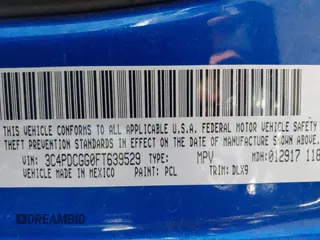 THIS VEHICLE CONFORMS TO ALL APPLICABLE U.S.A. FEDERAL MOTOR VEHICLE SAFETY
THEFT PREVENTION STANDARDS IN EFFECT ON THE DATE OF MANUFACTURE SHOWN
VIN: 3C4PDCGG0FT639529 TYPE: MPV MDH: 012917 118
VEHICLE MADE IN MEXICO PAINT: PCL TRIM: DLX9
DREAMBID